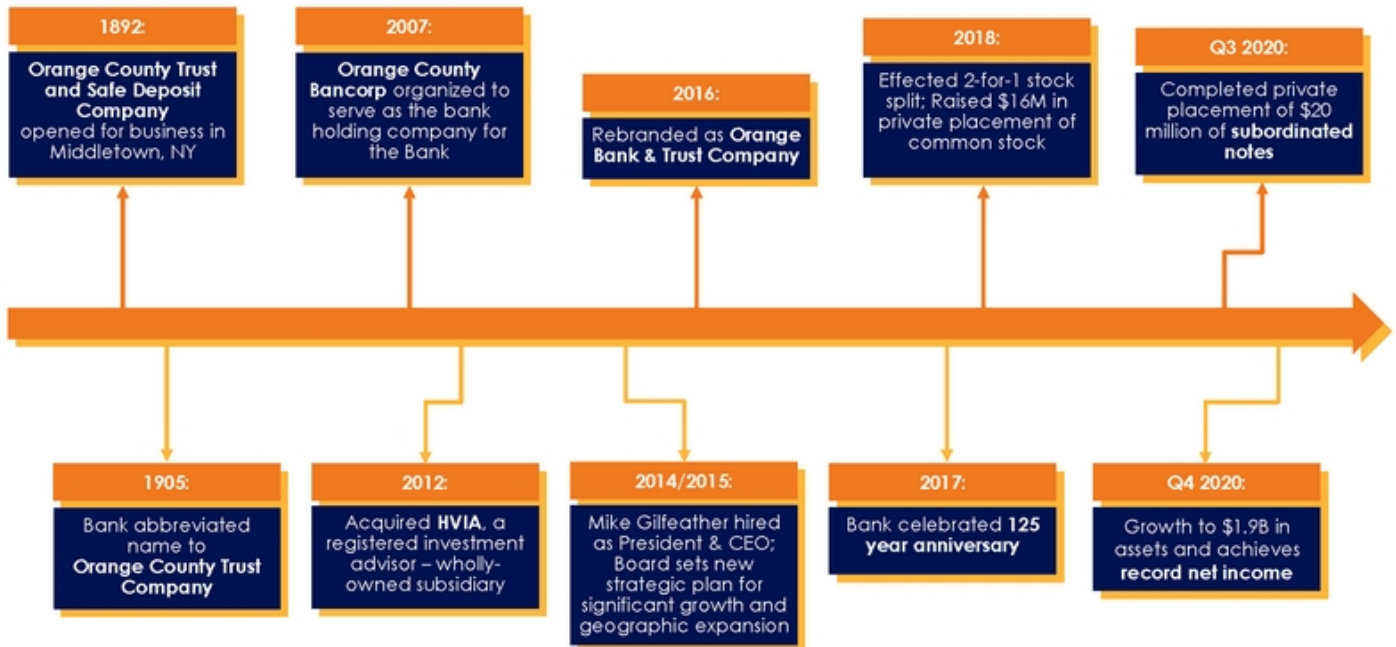 1892:
Orange County Trust
and Safe Deposit
Company
opened for business in
Middletown, NY
2007:
Orange County
Bancorp organized to
serve as the bank
holding company for
the Bank
2016:
Rebranded as Orange
Bank & Trust Company
2018:
Effected 2-for-1 stock
split; Raised $16M in
private placement of
common stock
Q3 2020:
Completed private
placement of $20
million of subordinated
notes
1905:
Bank abbreviated
name to
Orange County Trust
Company
2012:
Acquired HVIA, a
registered investment
advisor – wholly-
owned subsidiary
2014/2015:
Mike Gilfeather hired
as President & CEO;
Board sets new
strategic plan for
significant growth and
geographic expansion
2017:
Bank celebrated 125
year anniversary
Q4 2020:
Growth to $1.9B in
assets and achieves
record net income